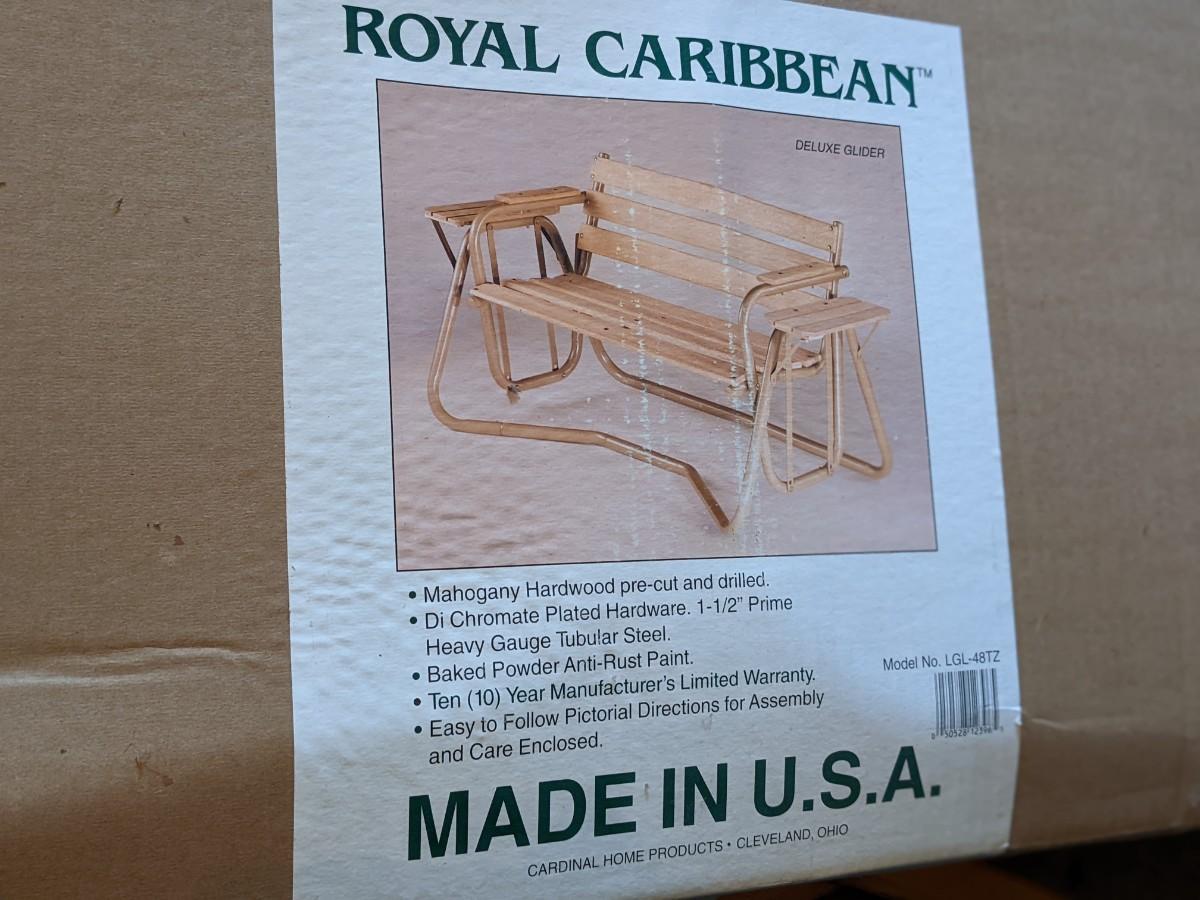 ROYAL CARIBBEAN™
DELUXE GLIDER
• Mahogany Hardwood pre-cut and drilled.
• Di Chromate Plated Hardware. 1-1/2” Prime
Heavy Gauge Tubular Steel.
• Baked Powder Anti-Rust Paint.
• Ten (10) Year Manufacturer's Limited Warranty.
• Easy to Follow Pictorial Directions for Assembly
and Care Enclosed.
Model No. LGL-48TZ
MADE IN U.S.A.
CARDINAL HOME PRODUCTS • CLEVELAND, OHIO